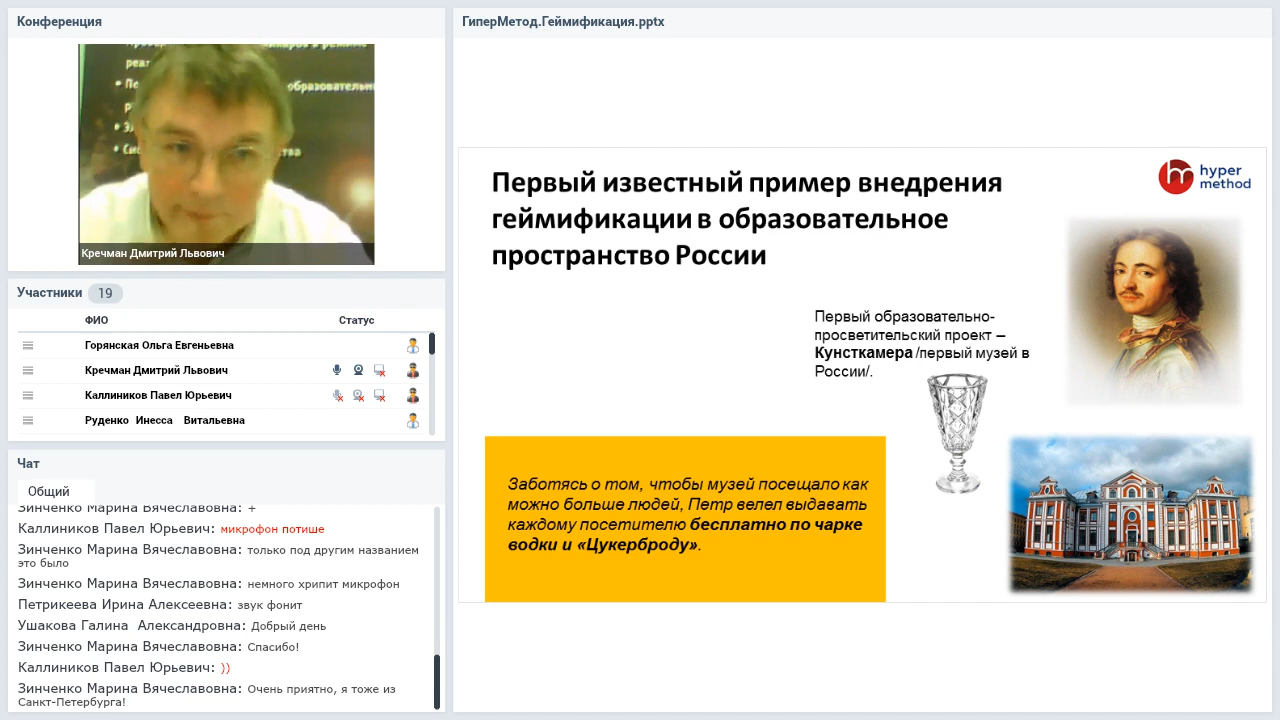 Конференция
реа
• По
образовательн
• Э
Кречман Дмитрий Львович
Участники 19
ФИО Статус
Горянская Ольга Евгеньевна
Кречман Дмитрий Львович
Каллиников Павел Юрьевич
Руденко Инесса Витальевна
Чат
Общий
Зинченко Марина Вячеславовна: +
Каллиников Павел Юрьевич: микрофон потише
Зинченко Марина Вячеславовна: только под другим названием
это было
Зинченко Марина Вячеславовна: немного хрипит микрофон
Петрикеева Ирина Алексеевна: звук фонит
Ушакова Галина Александровна: Добрый день
Зинченко Марина Вячеславовна: Спасибо!
Каллиников Павел Юрьевич: ))
Зинченко Марина Вячеславовна: Очень приятно, я тоже из
Санкт-Петербурга!
ГиперМетод.Геймификация.pptx
Первый известный пример внедрения
геймификации в образовательное
пространство России
hyper
method
Первый образовательно-
просветительский проект –
Кунсткамера /первый музей в
России/.
Заботясь о том, чтобы музей посещало как
можно больше людей, Петр велел выдавать
каждому посетителю бесплатно по чарке
водки и «Цукерброду».